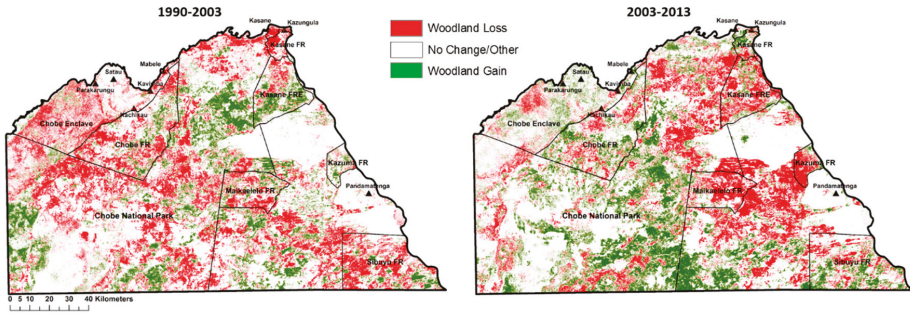 1990-2003
Kasane
Kazungula
Kasane FR
Mabele
Satau
Kavimba
Parakarungu
Kachikau
Kasane FRE
Chobe Enclave
Chobe FR
Kazuma FR
Maikaelelo FR
Pandamatenga
Chobe National Park
Sibuyu FR
0 5 10 20 30 40 Kilometers
Woodland Loss
No Change/Other
Woodland Gain
2003-2013
Kasane
Kazungula
Kasane FR
Mabele
Satau
Kavimba
Parakarungu
Kachikau
Kasane FRE
Chobe Enclave
Chobe FR
Kazuma FR
Maikaelelo FR
Pandamatenga
Chobe National Park
Sibuyu FR